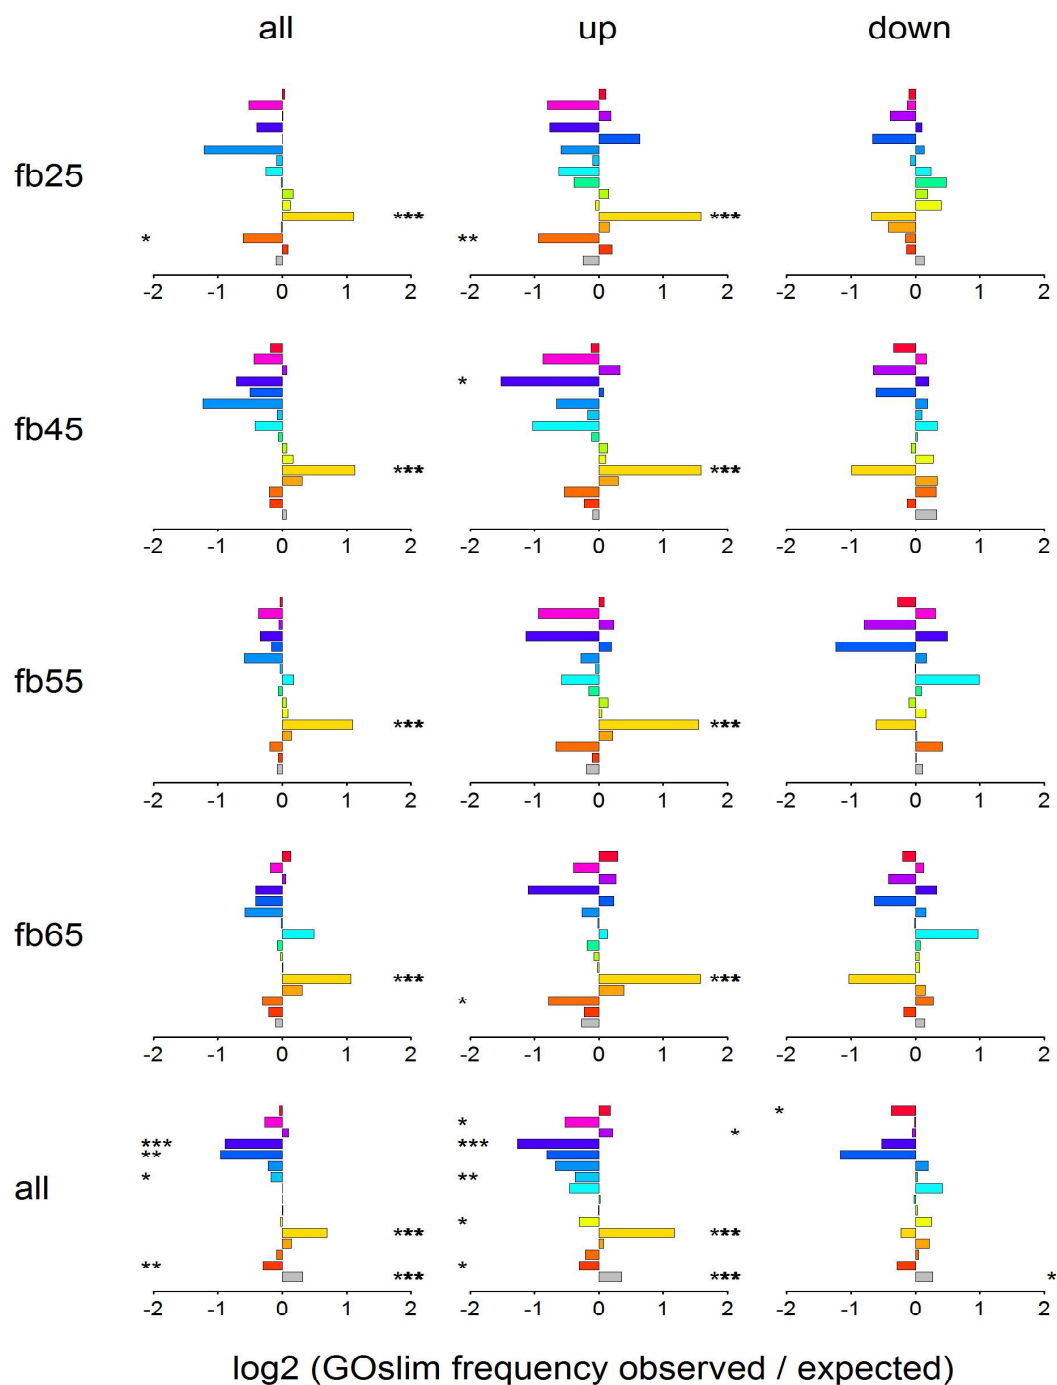 all up down
fb25
*** ***
* **
-2 -1 0 1 2 -2 -1 0 1 2 -2 -1 0 1 2
fb45
*
*** ***
-2 -1 0 1 2 -2 -1 0 1 2 -2 -1 0 1 2
fb55
*** ***
-2 -1 0 1 2 -2 -1 0 1 2 -2 -1 0 1 2
fb65
*** ***
*
-2 -1 0 1 2 -2 -1 0 1 2 -2 -1 0 1 2
all
*
*
*
*** ***
**
* **
*
*** ***
** *
*** *** *
-2 -1 0 1 2 -2 -1 0 1 2 -2 -1 0 1 2
log2 (GOslim frequency observed / expected)